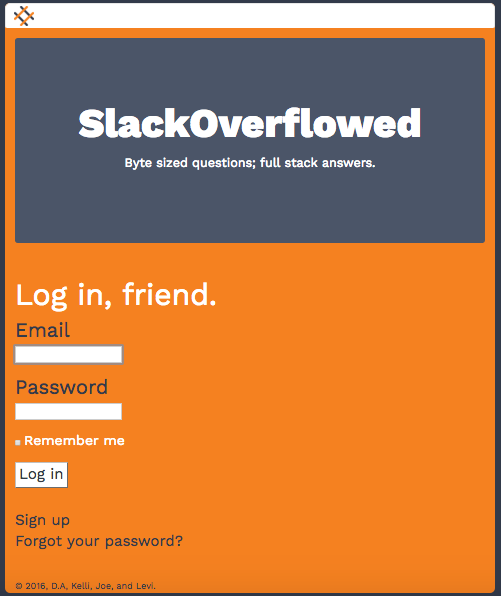 SlackOverflowed
Byte sized questions; full stack answers.
Log in, friend.
Email
Password
Remember me
Log in
Sign up
Forgot your password?
© 2016, D.A, Kelli, Joe, and Levi.